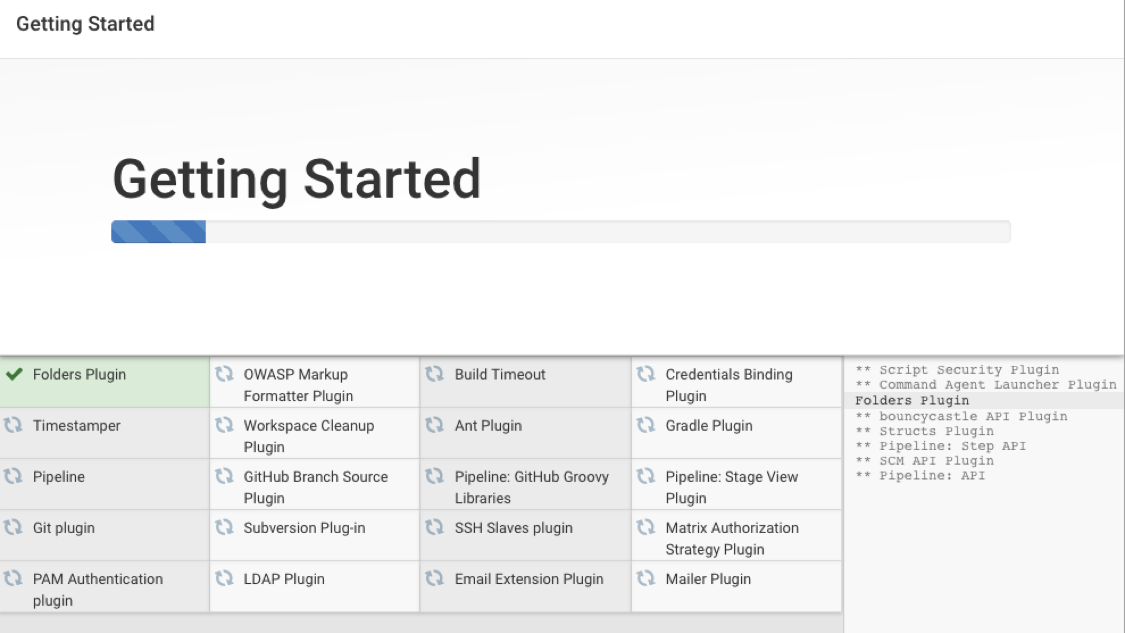 Getting Started
Getting Started
Folders Plugin
OWASP Markup
Formatter Plugin
Build Timeout
Credentials Binding
Plugin
Timestamper
Workspace Cleanup
Plugin
Ant Plugin
Gradle Plugin
Pipeline
GitHub Branch Source
Plugin
Pipeline: GitHub Groovy
Libraries
Pipeline: Stage View
Plugin
Git plugin
Subversion Plug-in
SSH Slaves plugin
Matrix Authorization
Strategy Plugin
PAM Authentication
plugin
LDAP Plugin
Email Extension Plugin
Mailer Plugin
** Script Security Plugin
** Command Agent Launcher Plugin
Folders Plugin
** bouncycastle API Plugin
** Structs Plugin
** Pipeline: Step API
** SCM API Plugin
** Pipeline: API